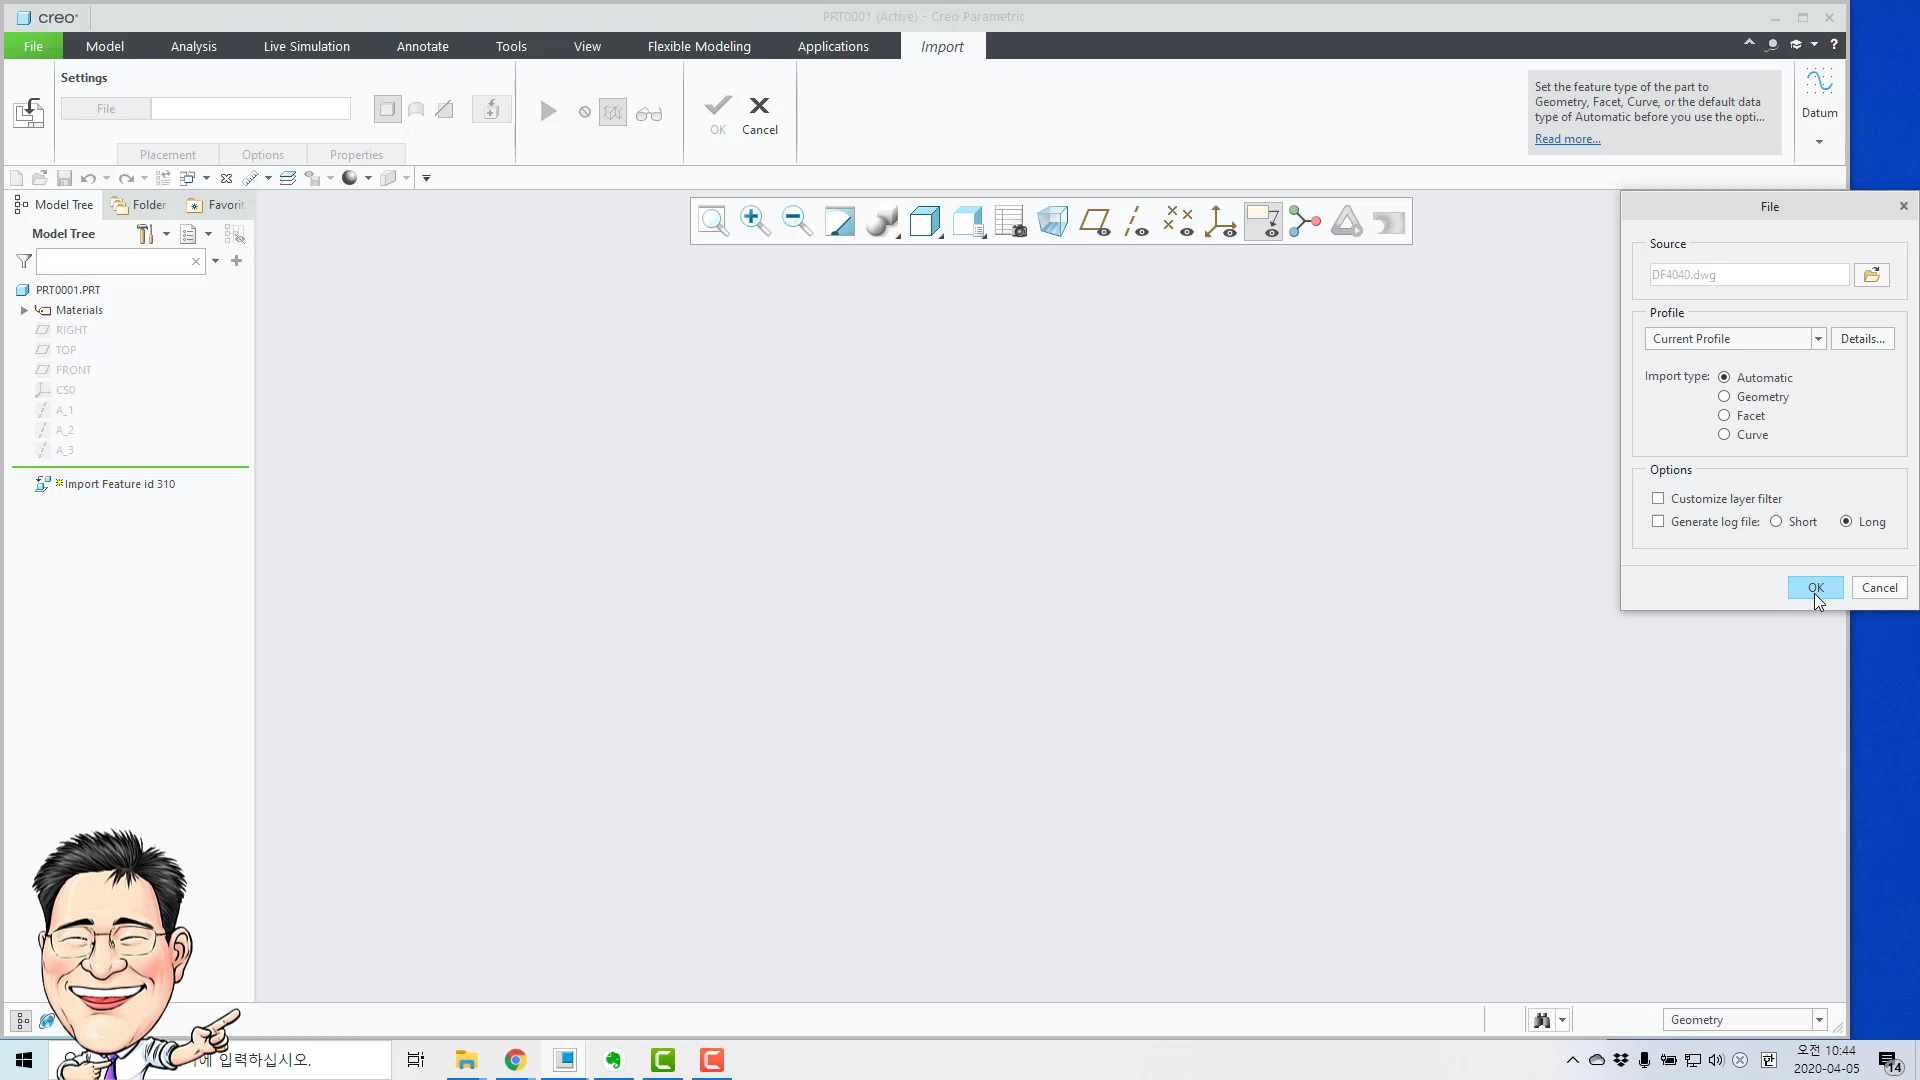 creo
PRT0001 (Active) - Creo Parametric
File
Model
Analysis
Live Simulation
Annotate
Tools
View
Flexible Modeling
Applications
Import
?
Settings
File
OK
Cancel
Placement
Options
Properties
Set the feature type of the part to
Geometry, Facet, Curve, or the default data
type of Automatic before you use the opti...
Read more...
Datum
Model Tree
Folder
Favorit
Model Tree
PRT0001.PRT
Materials
RIGHT
TOP
FRONT
CS0
A_1
A_2
A_3
Import Feature id 310
File
Source
DF4040.dwg
Profile
Current Profile
Details...
Import type:
Automatic
Geometry
Facet
Curve
Options
Customize layer filter
Generate log file:
Short
Long
OK
Cancel
Geometry
에 입력하십시오.
한
오전 10:44
2020-04-05
14